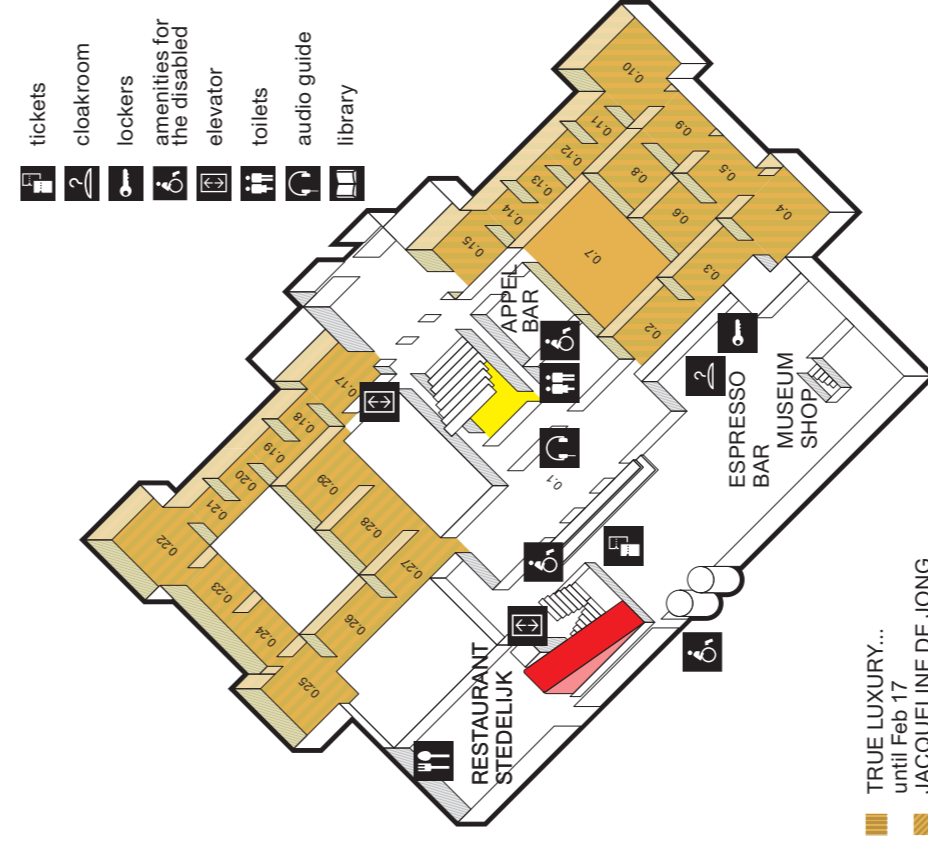 tickets
cloakroom
lockers
amenities for
the disabled
elevator
toilets
audio guide
library
0.10
0.11
0.12
0.13
0.14
0.15
0.9
0.8
0.5
0.6
0.4
0.7
0.3
0.2
APPEL
BAR
0.17
0.18
0.19
0.20
0.21
0.22
0.29
0.28
0.27
0.23
0.24
0.26
0.25
0.1
ESPRESSO
BAR
MUSEUM
SHOP
RESTAURANT
STEDELIJK
TRUE LUXURY...
until Feb 17
JACQUELINE DE JONG